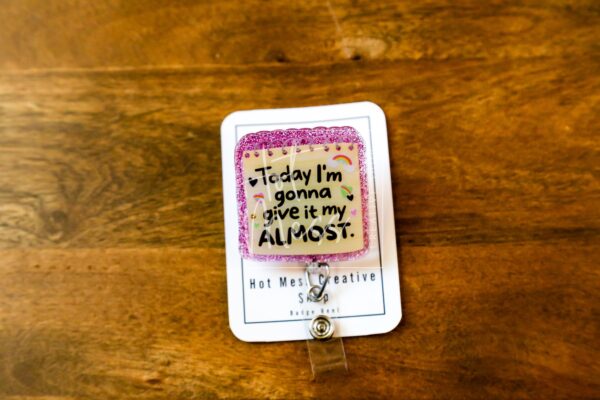 Today I'm
gonna
give it my
ALMOST.
Hot Mess Creative
Shop
Badge Reel